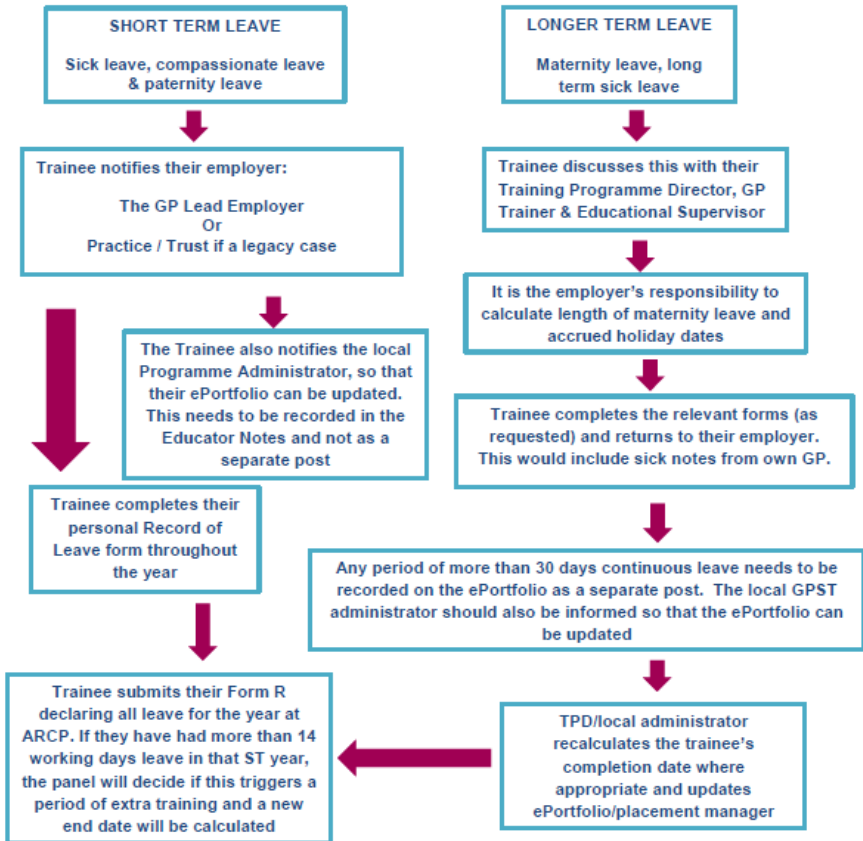 SHORT TERM LEAVE
Sick leave, compassionate leave
& paternity leave
Trainee notifies their employer:
The GP Lead Employer
Or
Practice / Trust if a legacy case
The Trainee also notifies the local
Programme Administrator, so that
their ePortfolio can be updated.
This needs to be recorded in the
Educator Notes and not as a
separate post
Trainee completes their
personal Record of
Leave form throughout
the year
Trainee submits their Form R
declaring all leave for the year at
ARCP. If they have had more than 14
working days leave in that ST year,
the panel will decide if this triggers a
period of extra training and a new
end date will be calculated
LONGER TERM LEAVE
Maternity leave, long
term sick leave
Trainee discusses this with their
Training Programme Director, GP
Trainer & Educational Supervisor
It is the employer's responsibility to
calculate length of maternity leave and
accrued holiday dates
Trainee completes the relevant forms (as
requested) and returns to their employer.
This would include sick notes from own GP.
Any period of more than 30 days continuous leave needs to be
recorded on the ePortfolio as a separate post.  The local GPST
administrator should also be informed so that the ePortfolio can
be updated
TPD/local administrator
recalculates the trainee's
completion date where
appropriate and updates
ePortfolio/placement manager